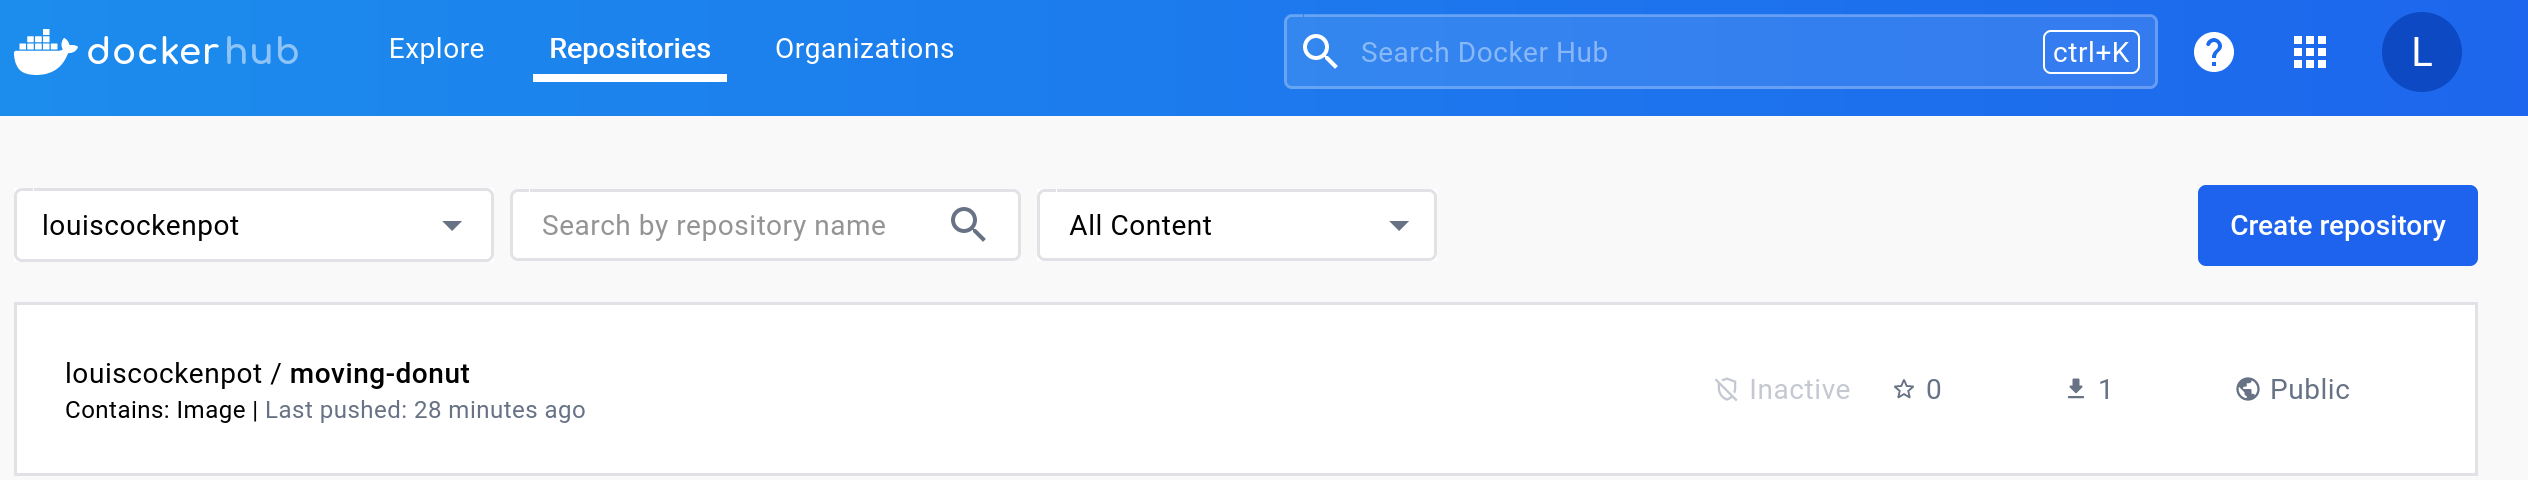 dockerhub Explore Repositories Organizations Search Docker Hub ctrl+K ? L
louiscockenpot Search by repository name All Content Create repository
louiscockenpot / moving-donut
Inactive 0 1 Public
Contains: Image | Last pushed: 28 minutes ago